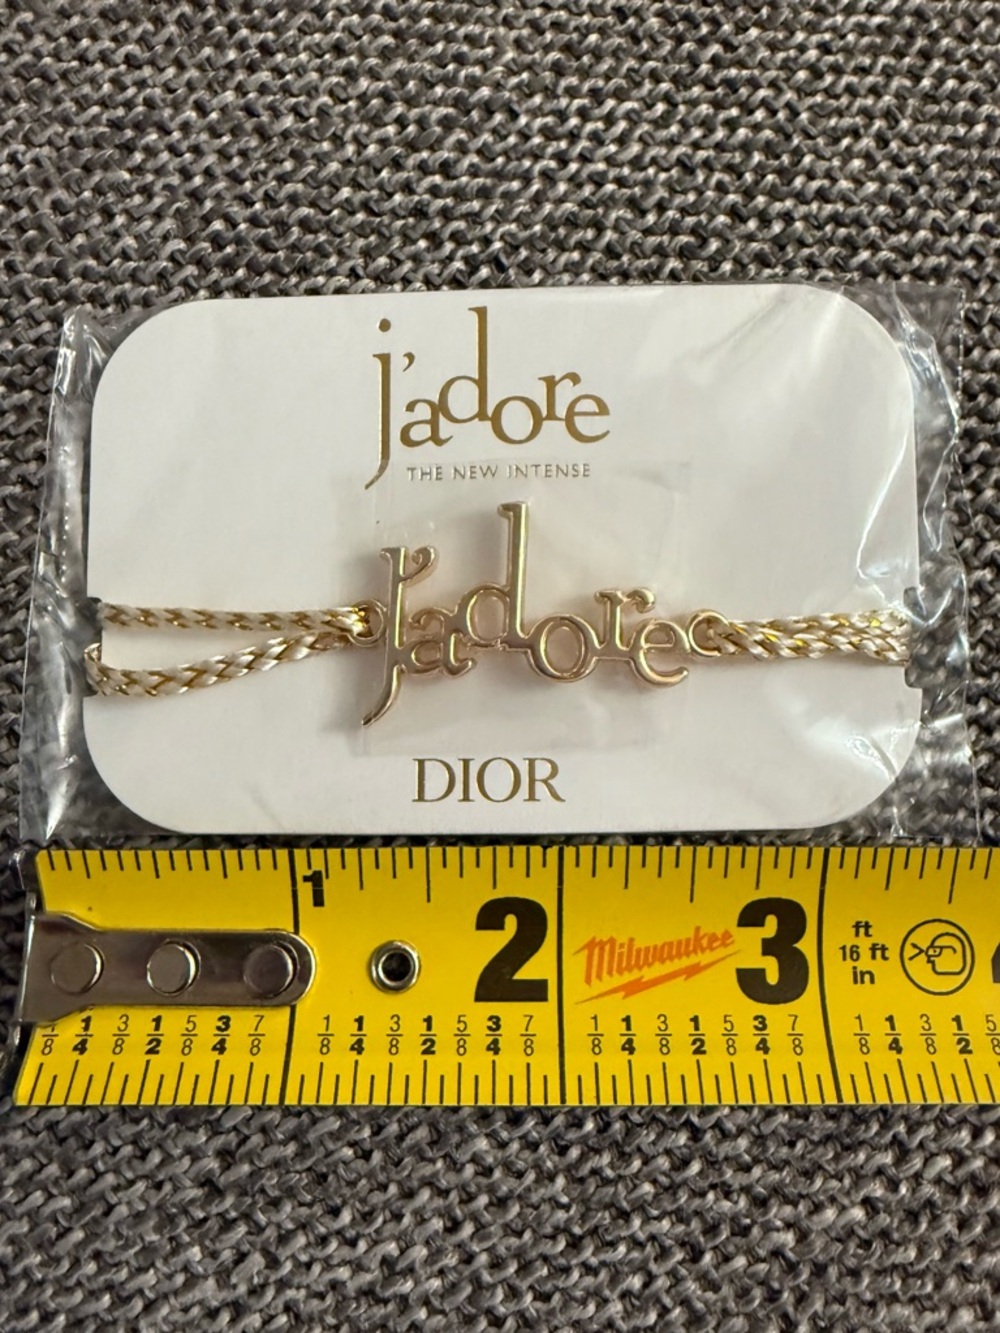 j'adore
THE NEW INTENSE
j'adore
DIOR
1
2
Milwaukee
3
ft
16 ft
in
1/8 1/4 3/8 1/2 5/8 3/4 7/8 1/8 1/4 3/8 1/2 5/8 3/4 7/8 1/8 1/4 3/8 1/2 5/8 3/4 7/8 1/8 1/4 3/8 1/2 5/8